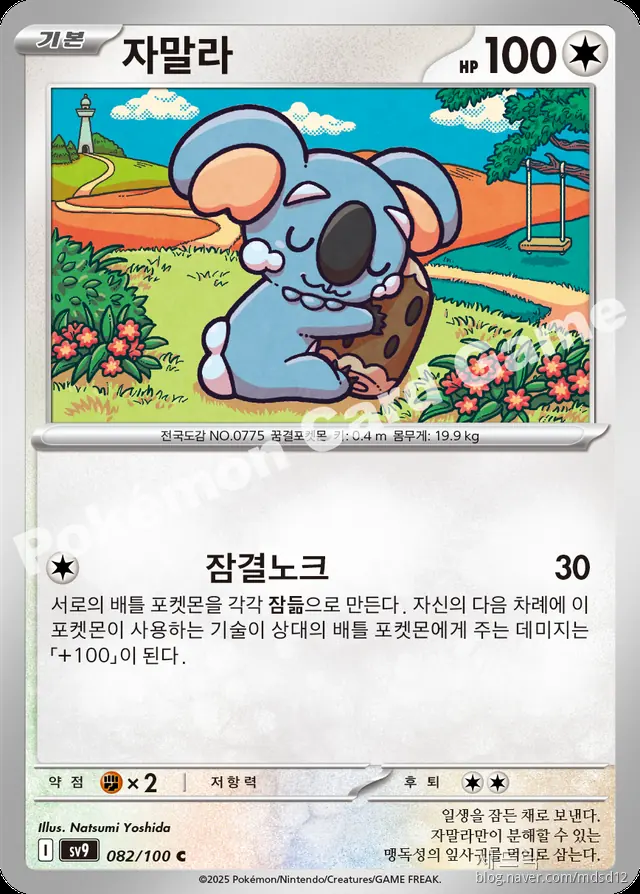 기본 자말라 HP 100
전국도감 NO.0775 꿈결포켓몬 키: 0.4 m 몸무게: 19.9 kg
Pokémon Card Game
잠결노크 30
서로의 배틀 포켓몬을 각각 잠듦으로 만든다. 자신의 다음 차례에 이
포켓몬이 사용하는 기술이 상대의 배틀 포켓몬에게 주는 데미지는
「+100」이 된다.
약점 ×2 저항력 후퇴
Illus. Natsumi Yoshida
I sv9 082/100 C
일생을 잠든 채로 보낸다.
자말라만이 분해할 수 있는
맹독성의 잎사귀를 먹이로 삼는다.
©2025 Pokémon/Nintendo/Creatures/GAME FREAK.
blog.naver.com/mdsd12